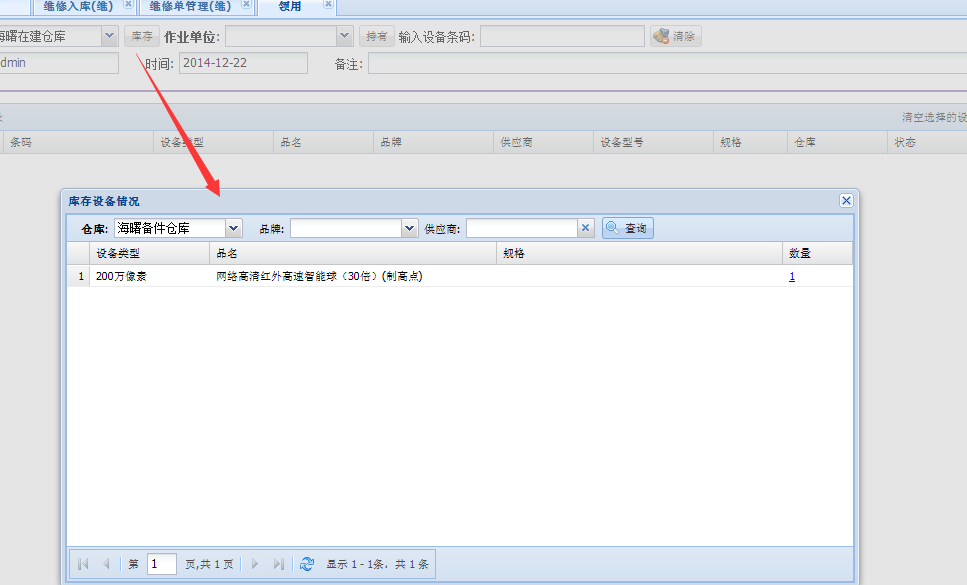 维修入库(维) 维修单管理(维) 领用
海曙在建仓库 库存 作业单位: 持有 输入设备条码: 清除
dmin 时间: 2014-12-22 备注:
清空选择的设
条码 设备类型 品名 品牌 供应商 设备型号 规格 仓库 状态
库存设备情况
仓库: 海曙备件仓库 品牌: 供应商: 查询
设备类型 品名 规格 数量
1 200万像素 网络高清红外高速智能球（30倍）(制高点) 1
第 1 页,共 1 页 显示 1 - 1条，共 1 条